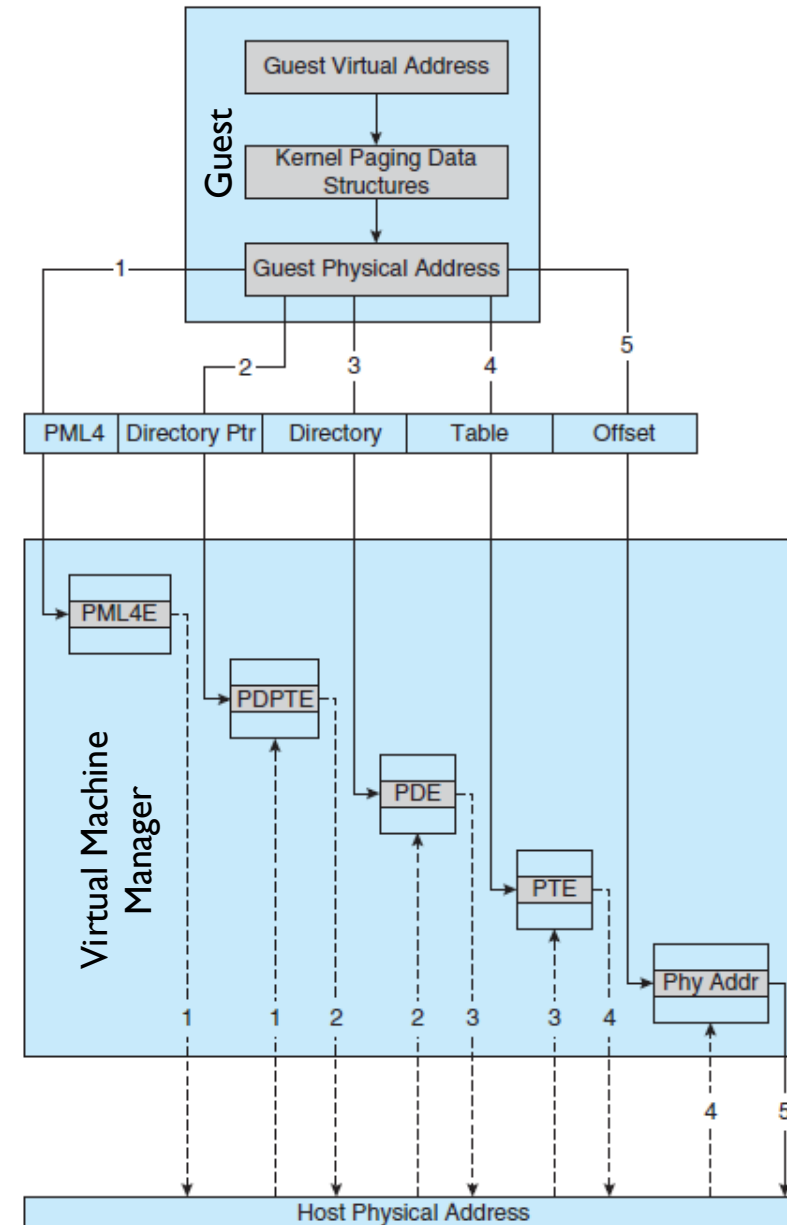 Guest
Guest Virtual Address
Kernel Paging Data
Structures
Guest Physical Address
1
2
3
4
5
PML4
Directory Ptr
Directory
Table
Offset
Virtual Machine
Manager
PML4E
PDPTE
PDE
PTE
Phy Addr
1
1
2
2
3
3
4
4
5
Host Physical Address